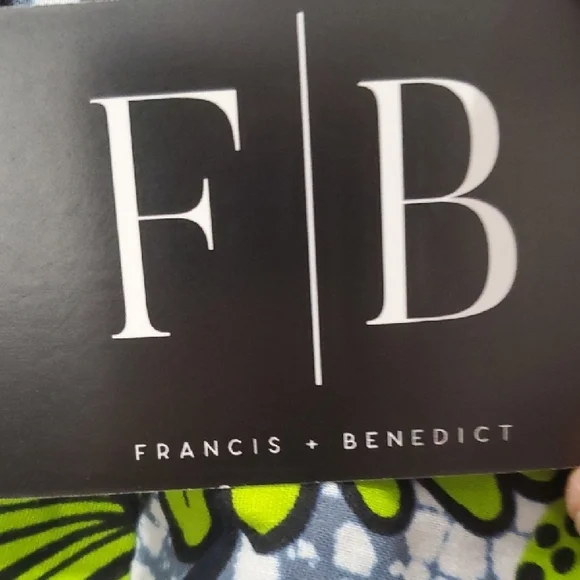 F | B
FRANCIS + BENEDICT